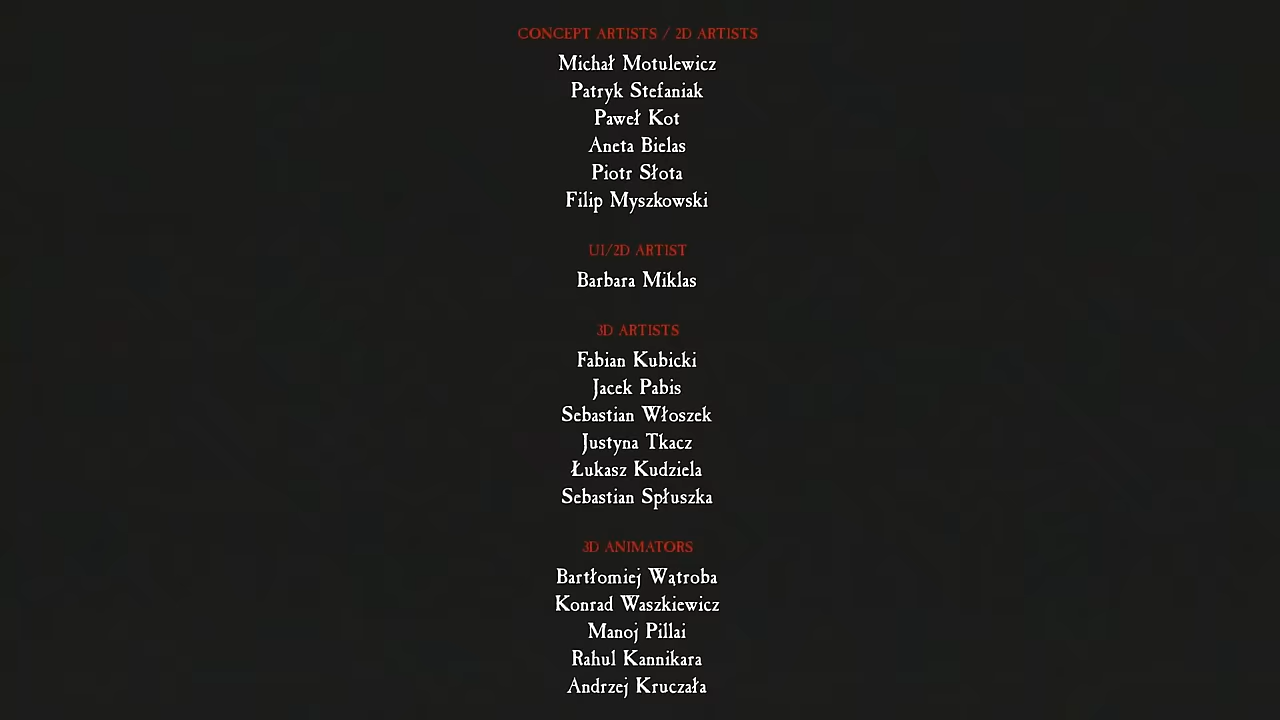 CONCEPT ARTISTS / 2D ARTISTS
Michał Motulewicz
Patryk Stefaniak
Paweł Kot
Aneta Bielas
Piotr Słota
Filip Myszkowski
UI/2D ARTIST
Barbara Miklas
3D ARTISTS
Fabian Kubicki
Jacek Pabis
Sebastian Włoszek
Justyna Tkacz
Łukasz Kudziela
Sebastian Spłuszka
3D ANIMATORS
Bartłomiej Wątroba
Konrad Waszkiewicz
Manoj Pillai
Rahul Kannikara
Andrzej Kruczała